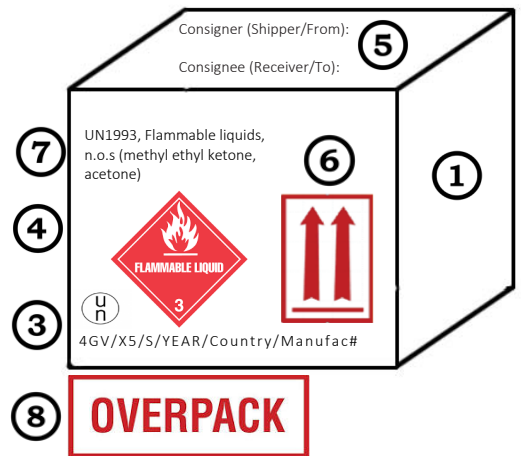 Consigner (Shipper/From):
5
Consignee (Receiver/To):
7
UN1993, Flammable liquids,
n.o.s (methyl ethyl ketone,
acetone)
6
1
4
FLAMMABLE LIQUID
3
u
n
3
4GV/X5/S/YEAR/Country/Manufac#
8
OVERPACK